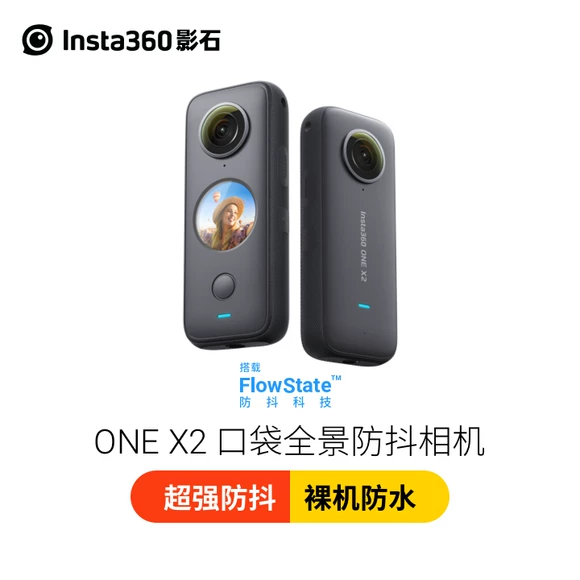 Insta360影石
Insta360 ONE X2
搭载
FlowState™
防抖科技
ONE X2 口袋全景防抖相机
超强防抖 裸机防水